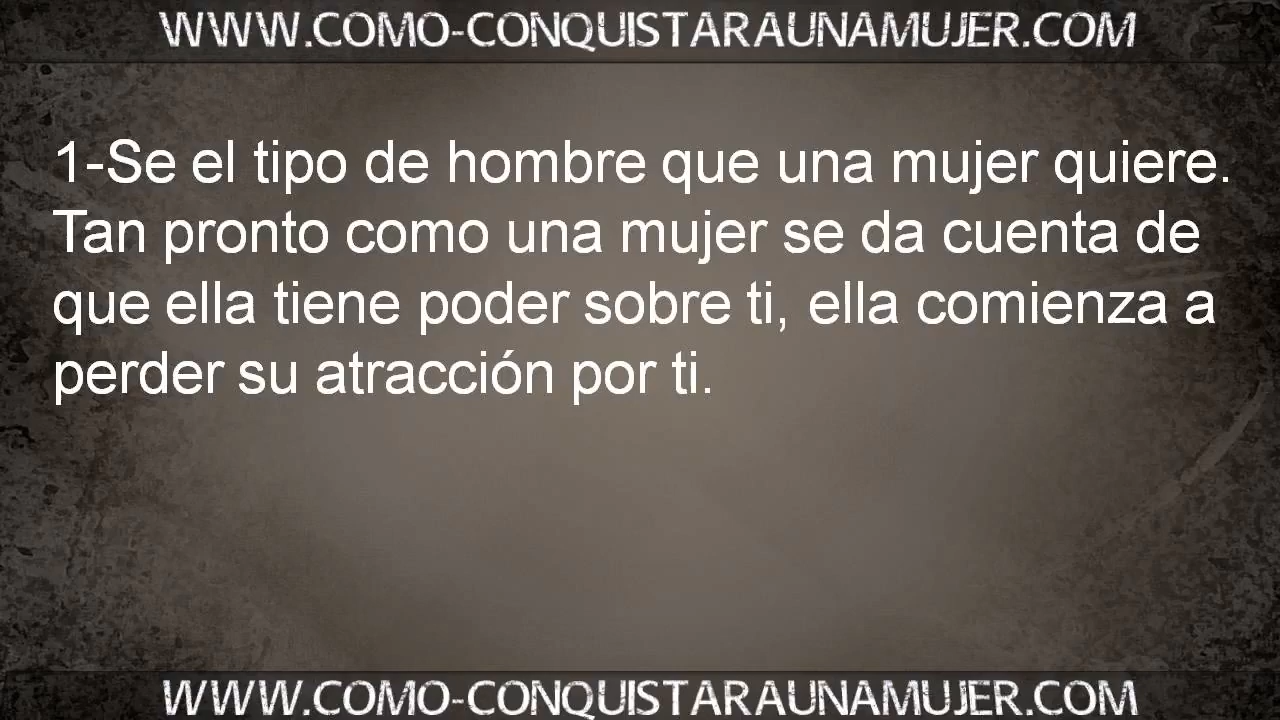 WWW.COMO-CONQUISTARAUNAMUJER.COM
1-Se el tipo de hombre que una mujer quiere.
Tan pronto como una mujer se da cuenta de
que ella tiene poder sobre ti, ella comienza a
perder su atracción por ti.
WWW.COMO-CONQUISTARAUNAMUJER.COM